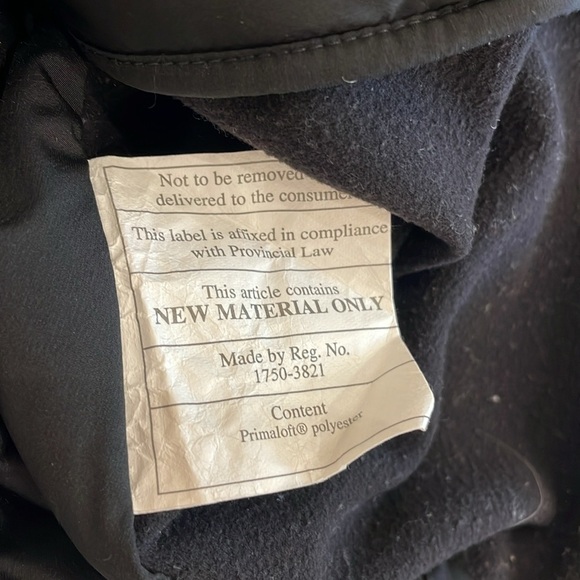 Not to be removed
delivered to the consume
This label is affixed in compliance
with Provincial Law
This article contains
NEW MATERIAL ONLY
Made by Reg. No.
1750-3821
Content
Primaloft® polyester